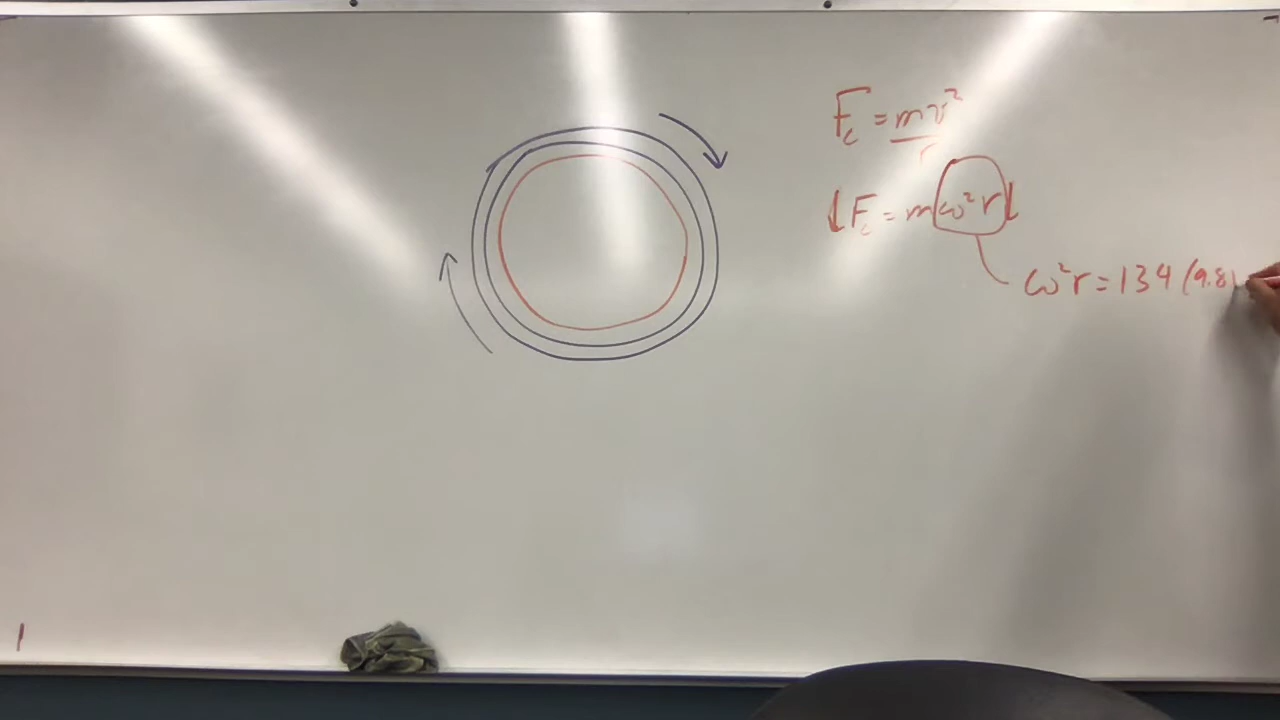 F_c = mv²/r
↓F_c = mω²r↓
ω²r = 134 (9.81